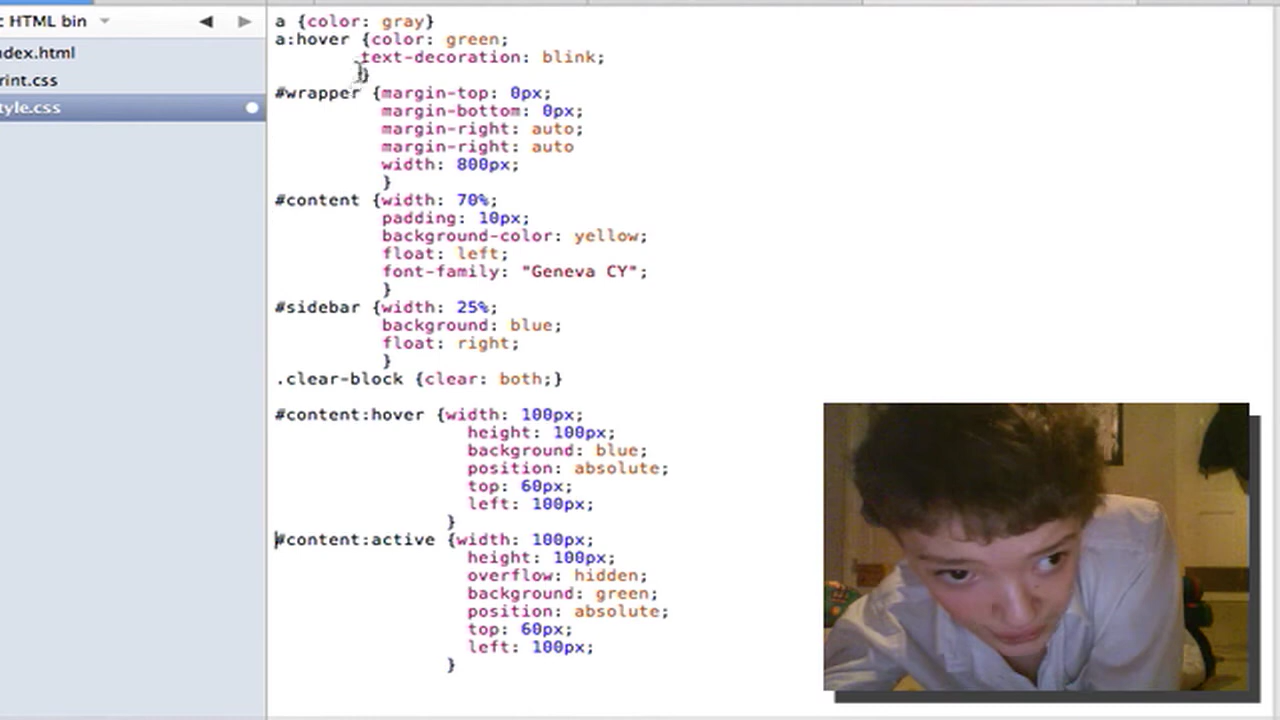 : HTML bin
ndex.html
rint.css
tyle.css
a {color: gray}
a:hover {color: green;
text-decoration: blink;
}
#wrapper {margin-top: 0px;
margin-bottom: 0px;
margin-right: auto;
margin-right: auto
width: 800px;
}
#content {width: 70%;
padding: 10px;
background-color: yellow;
float: left;
font-family: "Geneva CY";
}
#sidebar {width: 25%;
background: blue;
float: right;
}
.clear-block {clear: both;}
#content:hover {width: 100px;
height: 100px;
background: blue;
position: absolute;
top: 60px;
left: 100px;
}
#content:active {width: 100px;
height: 100px;
overflow: hidden;
background: green;
position: absolute;
top: 60px;
left: 100px;
}